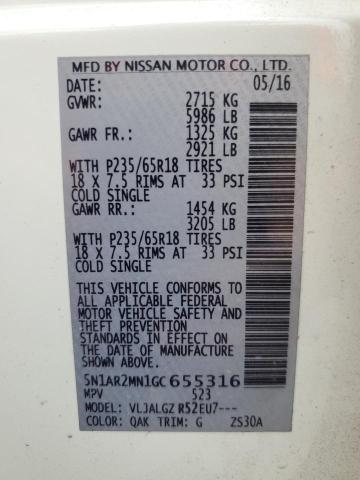 MFD BY NISSAN MOTOR CO., LTD.
DATE: 05/16
GVWR: 2715 KG
5986 LB
GAWR FR.: 1325 KG
2921 LB
WITH P235/65R18 TIRES
18 X 7.5 RIMS AT 33 PSI
COLD SINGLE
GAWR RR.: 1454 KG
3205 LB
WITH P235/65R18 TIRES
18 X 7.5 RIMS AT 33 PSI
COLD SINGLE
THIS VEHICLE CONFORMS
TO ALL APPLICABLE FEDERAL
MOTOR VEHICLE SAFETY AND
THEFT PREVENTION
STANDARDS IN EFFECT ON THE
DATE OF MANUFACTURE
SHOWN ABOVE.
5N1AR2MN1GC 655316
MPV 523
MODEL: VLJALGZ R52EU7---
COLOR: QAK TRIM: G ZS30A